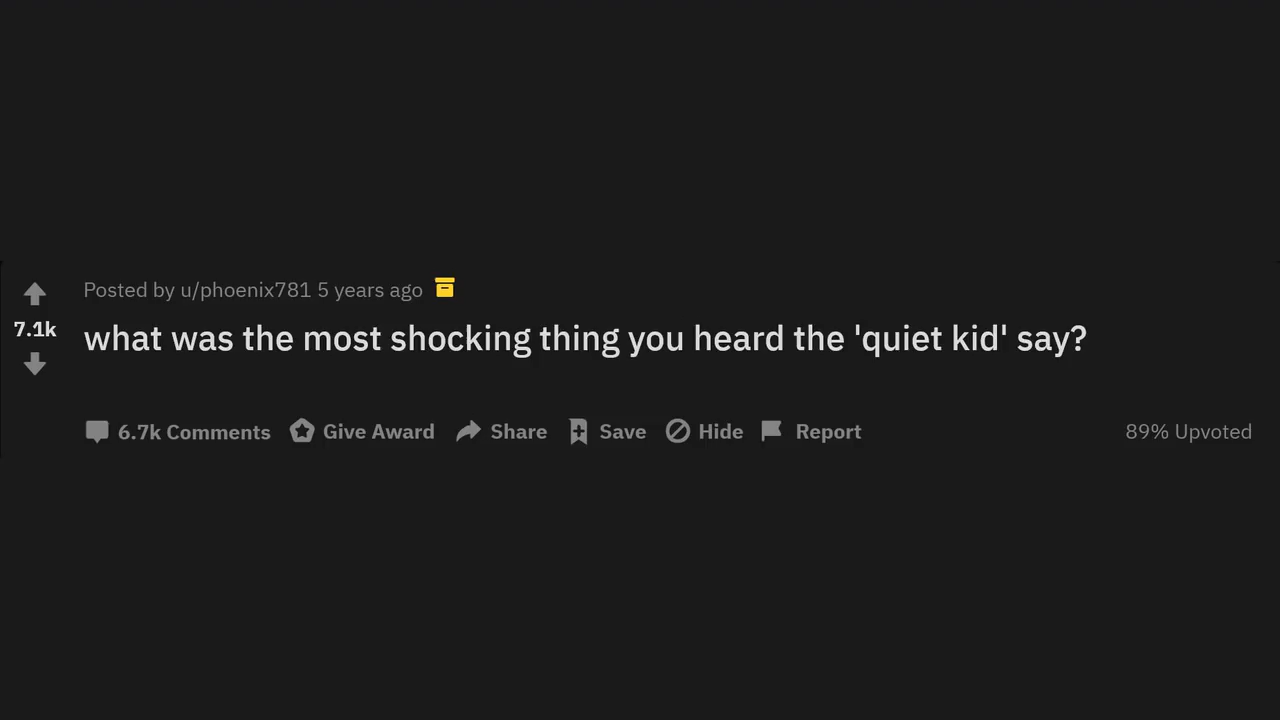 Posted by u/phoenix781 5 years ago
7.1k
what was the most shocking thing you heard the 'quiet kid' say?
6.7k Comments Give Award Share Save Hide Report 89% Upvoted